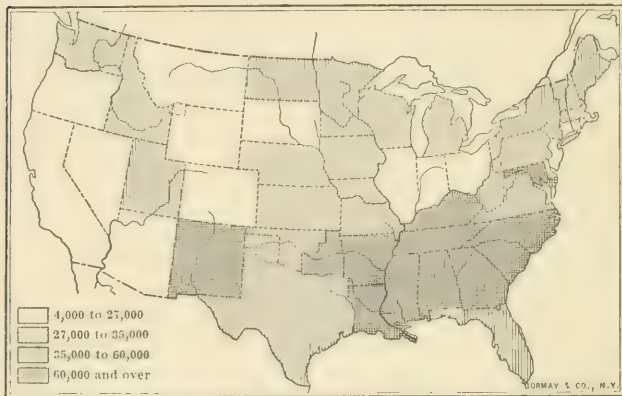 4,000 to 27,000
27,000 to 35,000
35,000 to 60,000
60,000 and over
BORMAY & CO., N.Y.